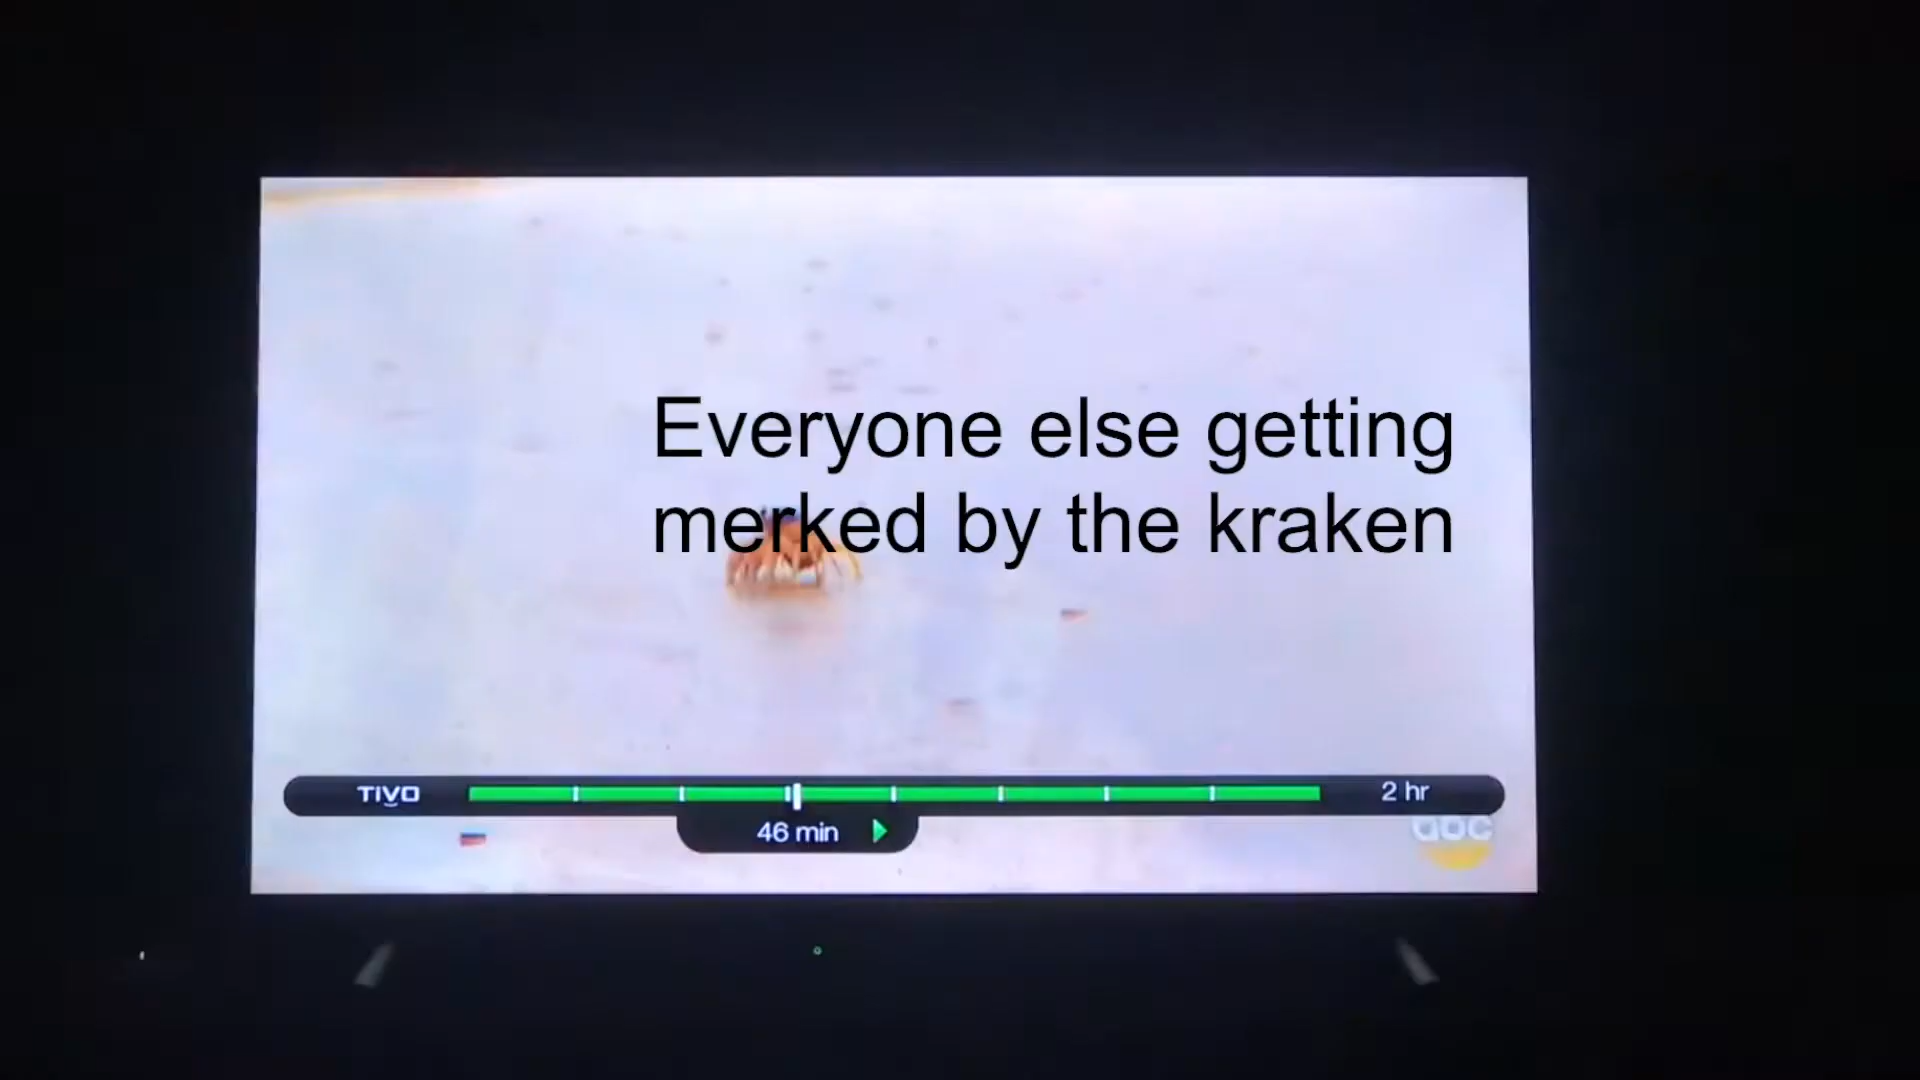 Everyone else getting
merked by the kraken
TIVO
2 hr
46 min
abc